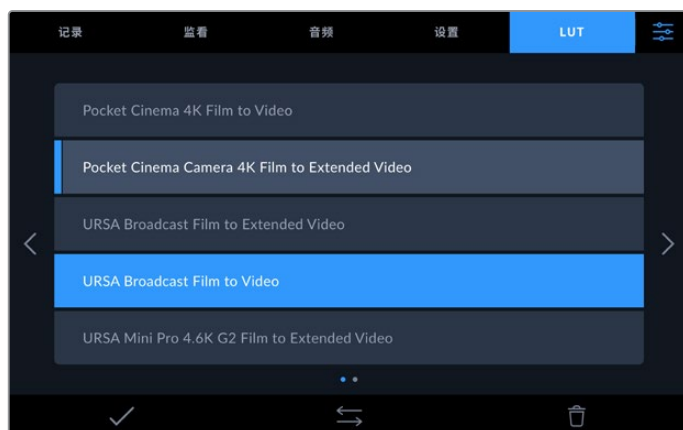 记录
监看
音频
设置
LUT
Pocket Cinema 4K Film to Video
Pocket Cinema Camera 4K Film to Extended Video
URSA Broadcast Film to Extended Video
URSA Broadcast Film to Video
URSA Mini Pro 4.6K G2 Film to Extended Video